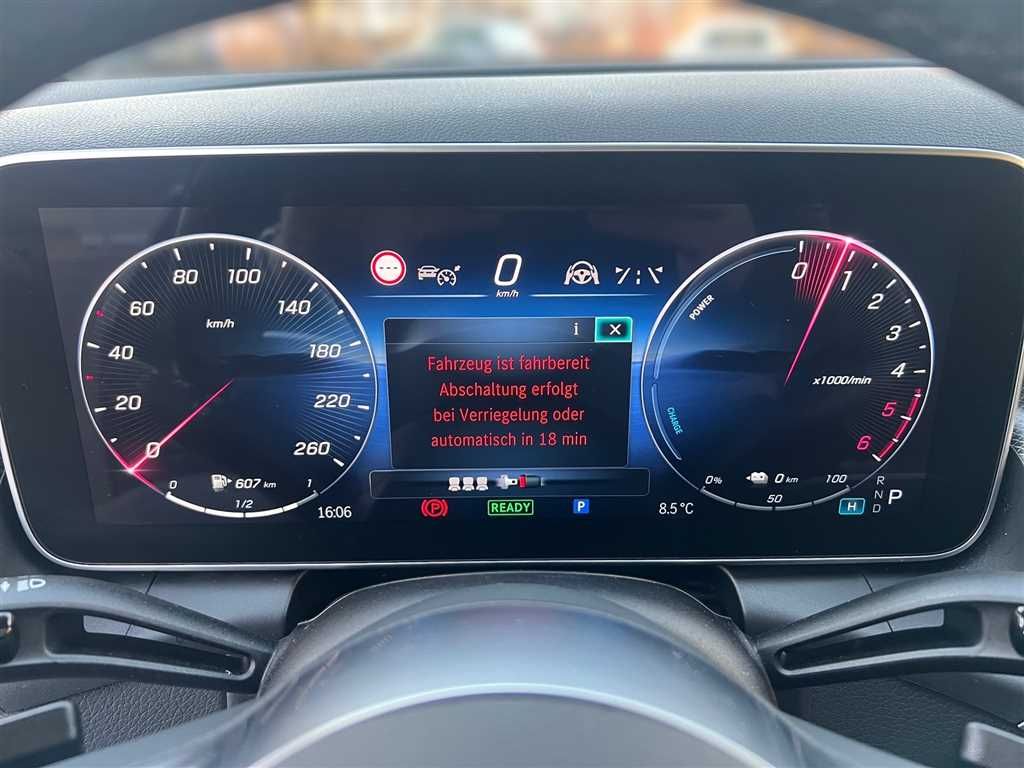 0
20
40
60
80
100
140
180
220
260
km/h
0
1/2
1
607 km
16:06
0
km/h
i
Fahrzeug ist fahrbereit
Abschaltung erfolgt
bei Verriegelung oder
automatisch in 18 min
P
READY
P
8.5°C
POWER
CHARGE
0
1
2
3
4
5
6
x1000/min
0%
50
100
0 km
H
R
N
D
P